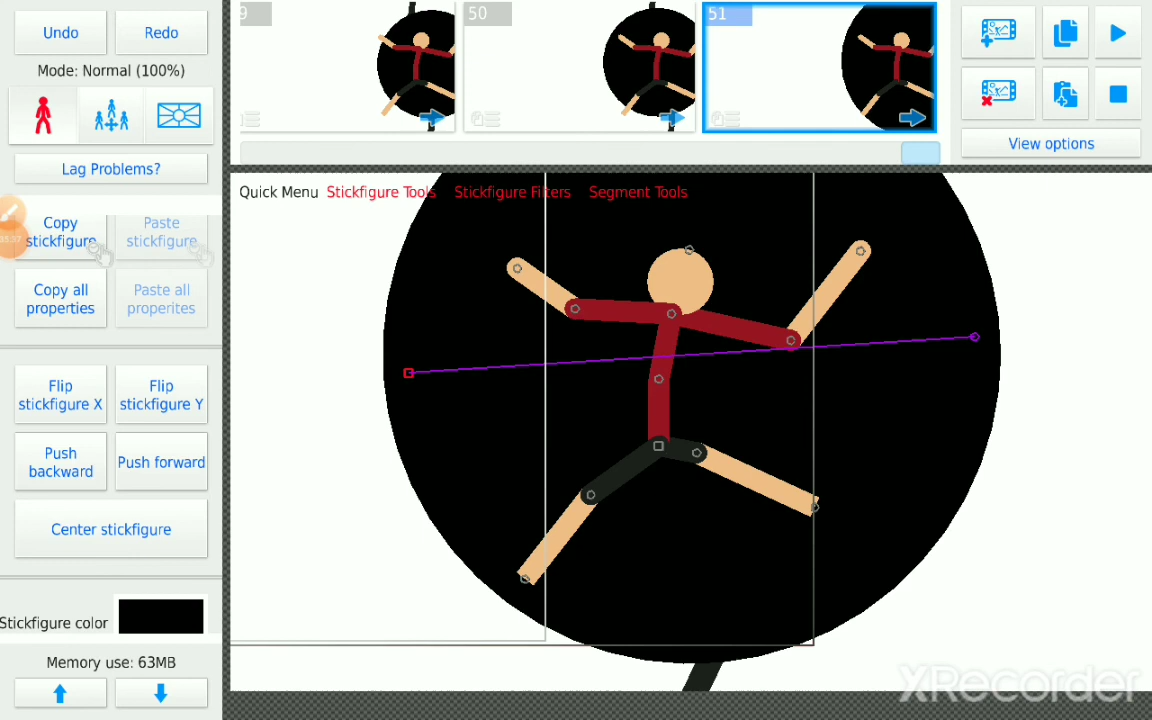 Undo
Redo
Mode: Normal (100%)
Lag Problems?
Copy
stickfigure
Paste
stickfigure
Copy all
properties
Paste all
properites
Flip
stickfigure X
Flip
stickfigure Y
Push
backward
Push forward
Center stickfigure
Stickfigure color
Memory use: 63MB
9
50
51
View options
Quick Menu Stickfigure Tools Stickfigure Filters Segment Tools
XRecorder